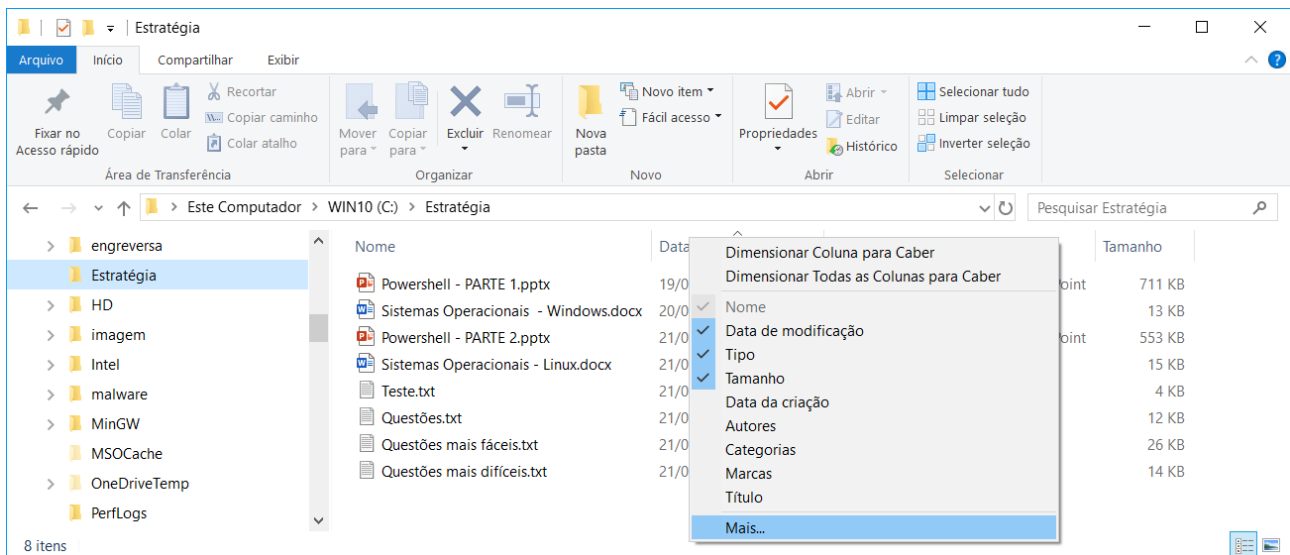 Estratégia
Arquivo Início Compartilhar Exibir
Fixar no Acesso rápido
Copiar
Colar
Recortar
Copiar caminho
Colar atalho
Área de Transferência
Mover para
Copiar para
Excluir
Renomear
Organizar
Nova pasta
Novo item
Fácil acesso
Novo
Propriedades
Abrir
Editar
Histórico
Abrir
Selecionar tudo
Limpar seleção
Inverter seleção
Selecionar
Este Computador > WIN10 (C:) > Estratégia
Pesquisar Estratégia
engreversa
Estratégia
HD
imagem
Intel
malware
MinGW
MSOCache
OneDriveTemp
PerfLogs
Nome Data Tamanho
Powershell - PARTE 1.pptx 19/0 oint 711 KB
Sistemas Operacionais - Windows.docx 20/0 13 KB
Powershell - PARTE 2.pptx 21/0 oint 553 KB
Sistemas Operacionais - Linux.docx 21/0 15 KB
Teste.txt 21/0 4 KB
Questões.txt 21/0 12 KB
Questões mais fáceis.txt 21/0 26 KB
Questões mais difíceis.txt 21/0 14 KB
Dimensionar Coluna para Caber
Dimensionar Todas as Colunas para Caber
Nome
Data de modificação
Tipo
Tamanho
Data da criação
Autores
Categorias
Marcas
Título
Mais...
8 itens